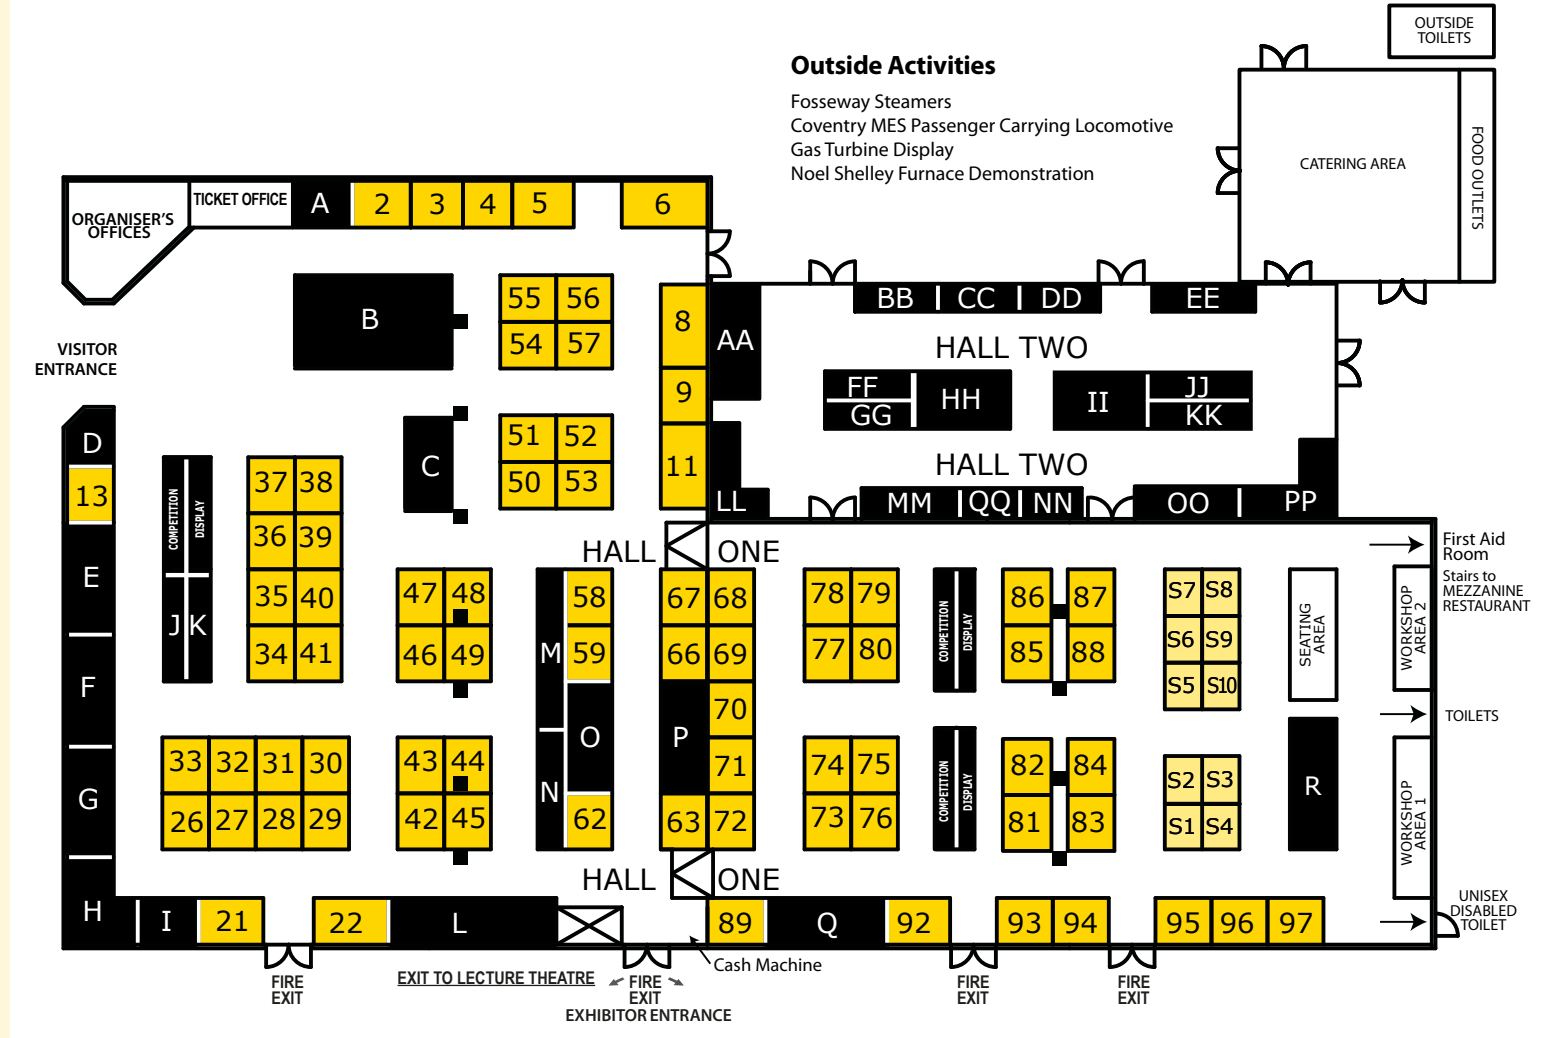 OUTSIDE
TOILETS
Outside Activities
Fosseway Steamers
Coventry MES Passenger Carrying Locomotive
Gas Turbine Display
Noel Shelley Furnace Demonstration
CATERING AREA
FOOD OUTLETS
ORGANISER'S
OFFICES
TICKET OFFICE
A
2
3
4
5
6
B
55
56
54
57
8
9
11
VISITOR
ENTRANCE
AA
BB
CC
DD
EE
HALL TWO
FF
GG
HH
II
JJ
KK
HALL TWO
LL
MM
QQ
NN
OO
PP
D
13
E
F
G
H
C
51
52
50
53
COMPETITION
DISPLAY
J
K
37
38
36
39
35
40
34
41
47
48
46
49
HALL
ONE
M
N
58
59
O
62
67
68
66
69
P
70
71
63
72
78
79
77
80
COMPETITION
DISPLAY
86
87
85
88
S7
S8
S6
S9
S5
S10
SEATING
AREA
WORKSHOP
AREA 2
First Aid
Room
Stairs to
MEZZANINE
RESTAURANT
TOILETS
33
32
31
30
26
27
28
29
43
44
42
45
74
75
73
76
COMPETITION
DISPLAY
82
84
81
83
S2
S3
S1
S4
R
WORKSHOP
AREA 1
HALL
ONE
I
21
22
L
89
Q
92
93
94
95
96
97
UNISEX
DISABLED
TOILET
Cash Machine
FIRE
EXIT
EXIT TO LECTURE THEATRE
FIRE
EXIT
EXHIBITOR ENTRANCE
FIRE
EXIT
FIRE
EXIT